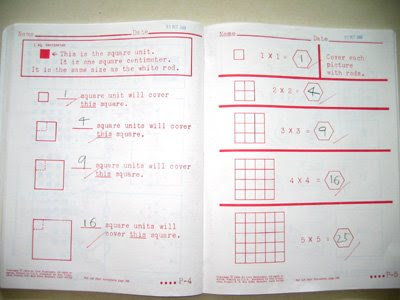 Name Date
1 sq. centimeter
← This is the square unit.
It is one square centimeter.
It is the same size as the white rod.
1 square unit will cover
this square.
4 square units will cover
this square.
9 square units will cover
this square.
16 square units will
cover this square.
P-4
Name Date
1 X 1 = 1
Cover each
picture
with rods.
2 X 2 = 4
3 X 3 = 9
4 X 4 = 16
5 X 5 = 25
P-5